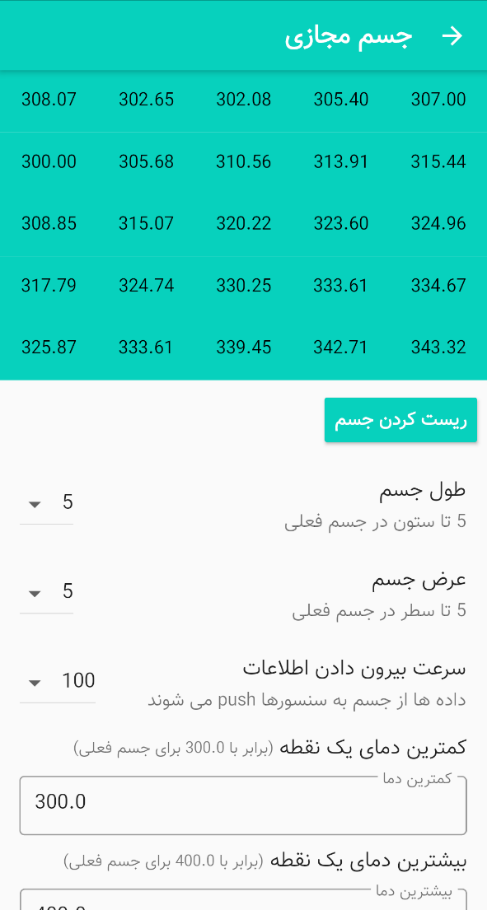 جسم مجازی
308.07 302.65 302.08 305.40 307.00
300.00 305.68 310.56 313.91 315.44
308.85 315.07 320.22 323.60 324.96
317.79 324.74 330.25 333.61 334.67
325.87 333.61 339.45 342.71 343.32
ریست کردن جسم
طول جسم
5
5 تا ستون در جسم فعلی
عرض جسم
5
5 تا سطر در جسم فعلی
سرعت بیرون دادن اطلاعات
100
داده ها از جسم به سنسورها push می شوند
کمترین دمای یک نقطه (برابر با 300.0 برای جسم فعلی)
کمترین دما
300.0
بیشترین دمای یک نقطه (برابر با 400.0 برای جسم فعلی)
بیشترین دما
400.0